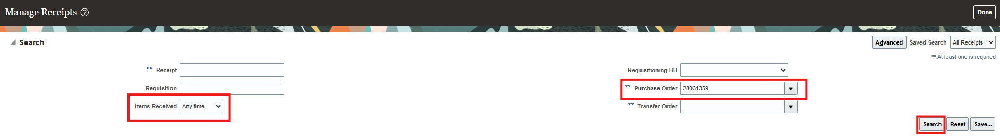 Manage Receipts ?
Done
Search
Advanced Saved Search All Receipts
** At least one is required
** Receipt
Requisitioning BU
Requisition
** Purchase Order 28031359
Items Received Any time
** Transfer Order
Search Reset Save...